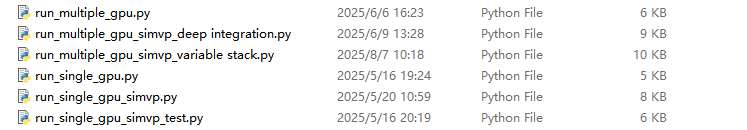 run_multiple_gpu.py 2025/6/6 16:23 Python File 6 KB
run_multiple_gpu_simvp_deep integration.py 2025/6/9 13:28 Python File 9 KB
run_multiple_gpu_simvp_variable stack.py 2025/8/7 10:18 Python File 10 KB
run_single_gpu.py 2025/5/16 19:24 Python File 5 KB
run_single_gpu_simvp.py 2025/5/20 10:59 Python File 8 KB
run_single_gpu_simvp_test.py 2025/5/16 20:19 Python File 6 KB